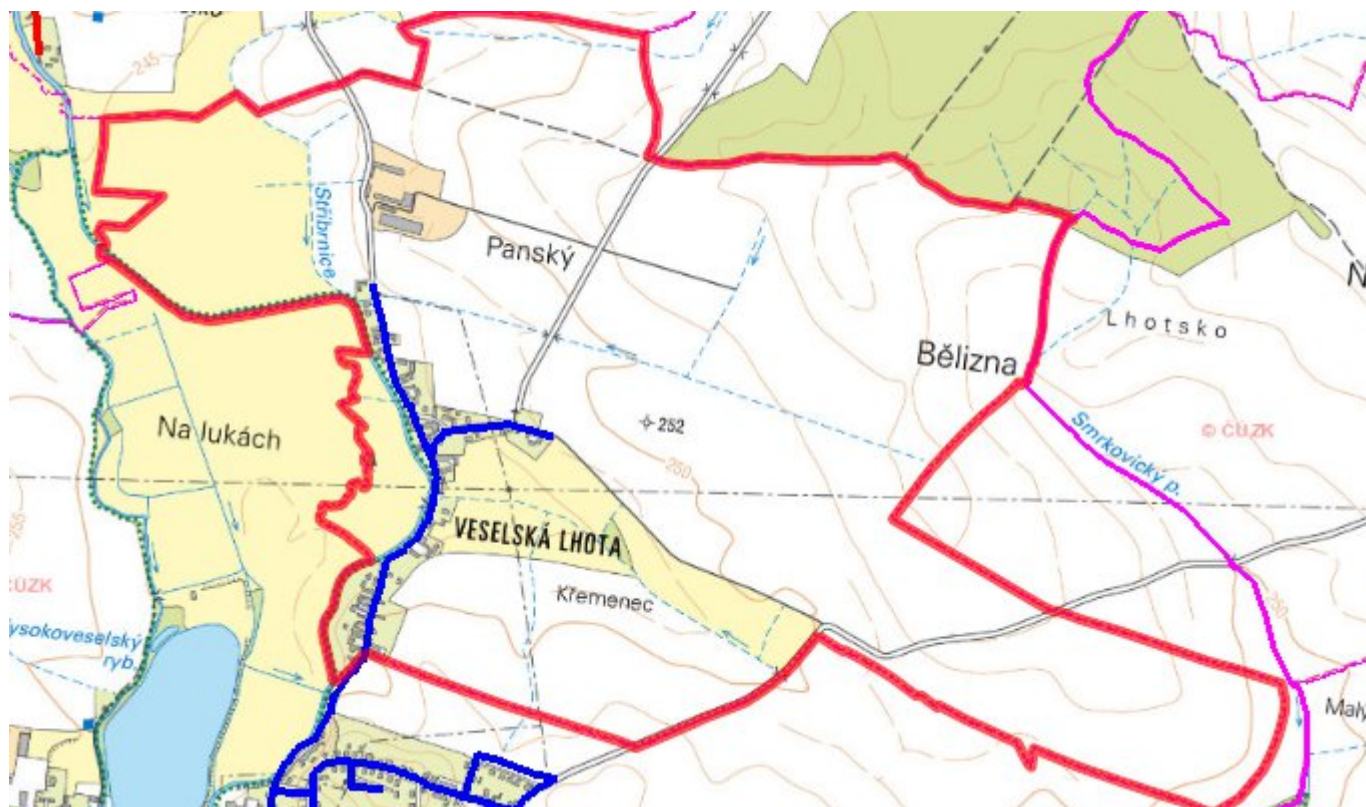 245
Stříbrnice
Panský
N
Lhotsko
Bělizna
252
Na lukách
Smrkovický p.
© ČÚZK
250
255
VESELSKÁ LHOTA
ČÚZK
Křemenec
250
ysokoveselský
ryb.
Malý